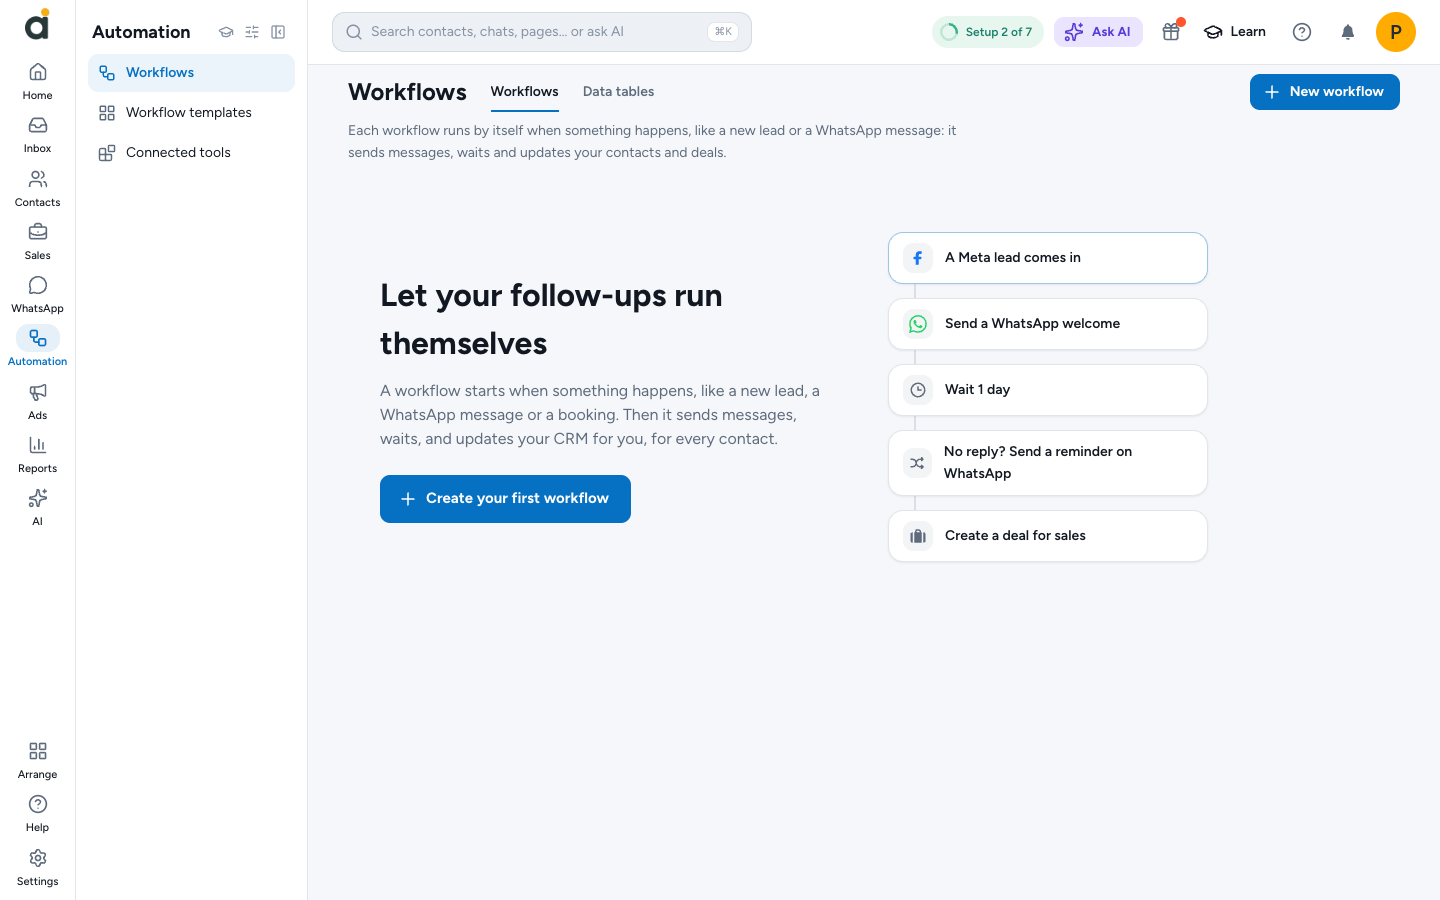 Home
Inbox
Contacts
Sales
WhatsApp
Automation
Ads
Reports
AI
Arrange
Help
Settings
Automation
Workflows
Workflow templates
Connected tools
Search contacts, chats, pages... or ask AI
⌘K
Setup 2 of 7
Ask AI
Learn
P
Workflows
Workflows
Data tables
New workflow
Each workflow runs by itself when something happens, like a new lead or a WhatsApp message: it
sends messages, waits and updates your contacts and deals.
Let your follow-ups run
themselves
A workflow starts when something happens, like a new lead, a
WhatsApp message or a booking. Then it sends messages,
waits, and updates your CRM for you, for every contact.
Create your first workflow
A Meta lead comes in
Send a WhatsApp welcome
Wait 1 day
No reply? Send a reminder on
WhatsApp
Create a deal for sales